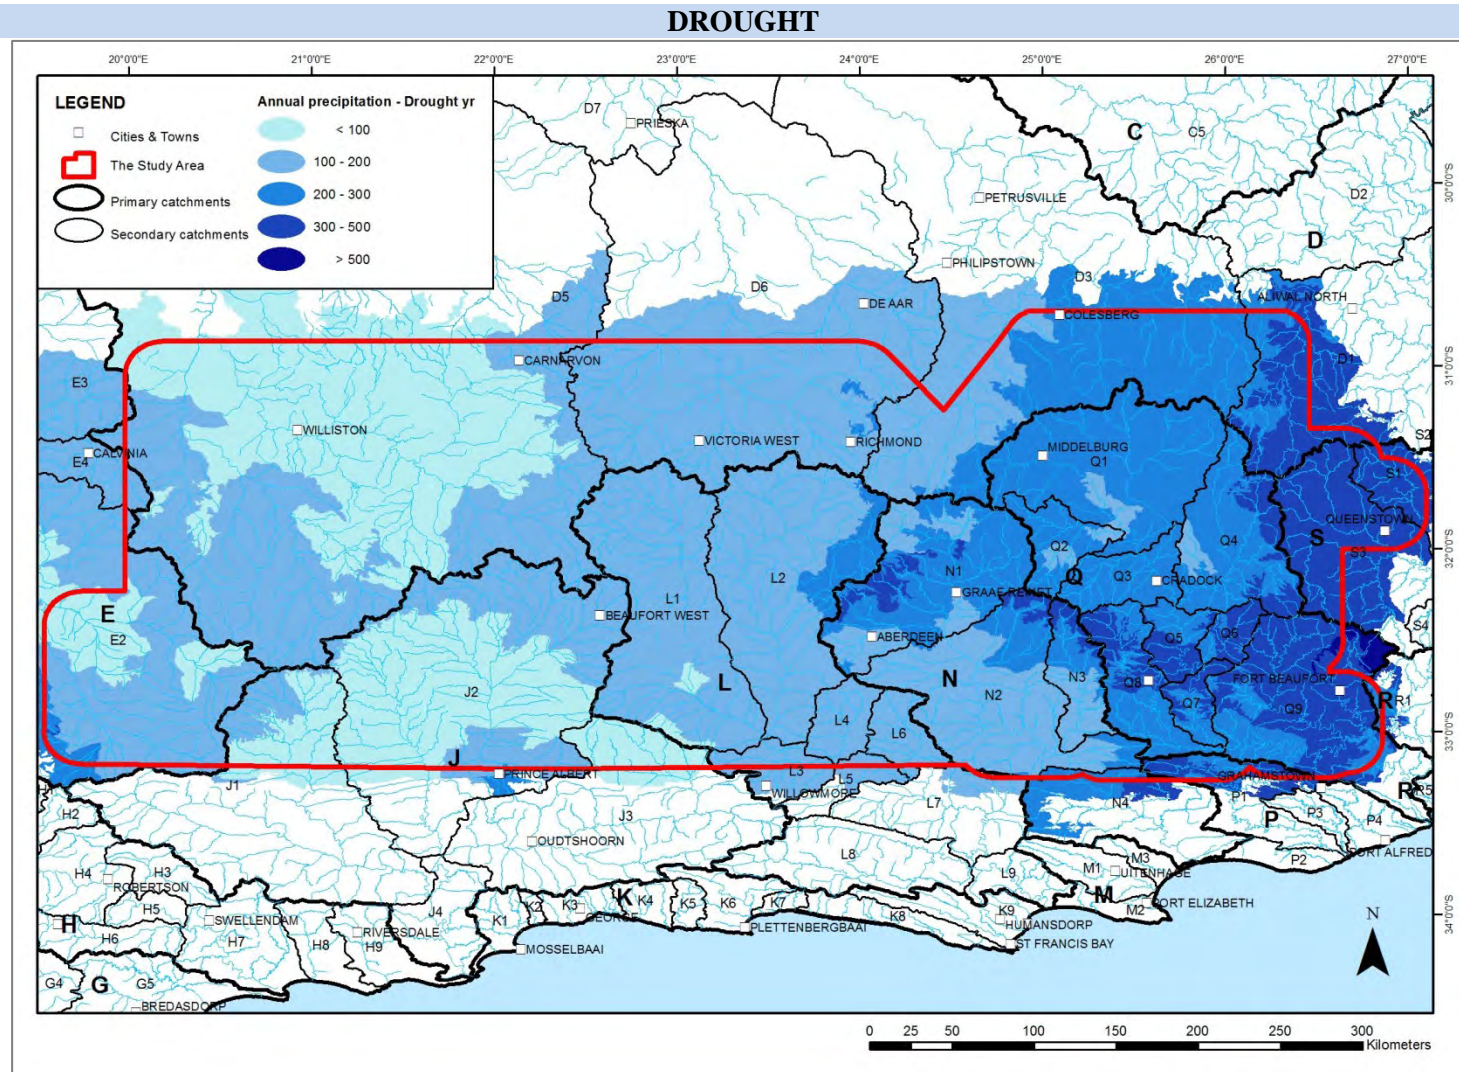 DROUGHT
20°0'0"E 21°0'0"E 22°0'0"E 23°0'0"E 24°0'0"E 25°0'0"E 26°0'0"E 27°0'0"E
LEGEND
Annual precipitation - Drought yr
Cities & Towns
< 100
The Study Area
100 - 200
Primary catchments
200 - 300
Secondary catchments
300 - 500
> 500
D7
PRIESKA
C
C5
30°0'0"S
D2
PETRUSVILLE
D
PHILIPSTOWN
D3
D5
D6
DE AAR
ALIWAL NORTH
COLESBERG
CARNARVON
D1
31°0'0"S
E3
WILLISTON
VICTORIA WEST
RICHMOND
MIDDELBURG
Q1
S2
CALVINIA
E4
S1
QUEENSTOWN
S
S3
32°0'0"S
Q2
Q4
N1
Q
Q3
CRADOCK
L2
L1
GRAAF REINET
E
E2
BEAUFORT WEST
ABERDEEN
Q5
Q6
S4
J2
L
N
N2
N3
Q8
FORT BEAUFORT
Q7
Q9
R
R1
L4
L6
33°0'0"S
J
PRINCE ALBERT
L3
L5
WILLOWMORE
J1
GRAHAMSTOWN
H1
H2
L7
N4
P1
P
P3
P4
R
R5
J3
OUDTSHOORN
L8
PORT ALFRED
P2
H4
H3
ROBERTSON
M1
M3
UITENHAGE
L9
M
H5
H
SWELLENDAM
H6
H7
H8
RIVERSDALE
H9
J4
K1
K2
K3
GEORGE
K
K4
K5
K6
K7
K8
K9
HUMANSDORP
M2
PORT ELIZABETH
34°0'0"S
PLETTENBERGBAAI
ST FRANCIS BAY
MOSSELBAAI
N
G4
G
G5
BREDASDORP
0 25 50 100 150 200 250 300
Kilometers